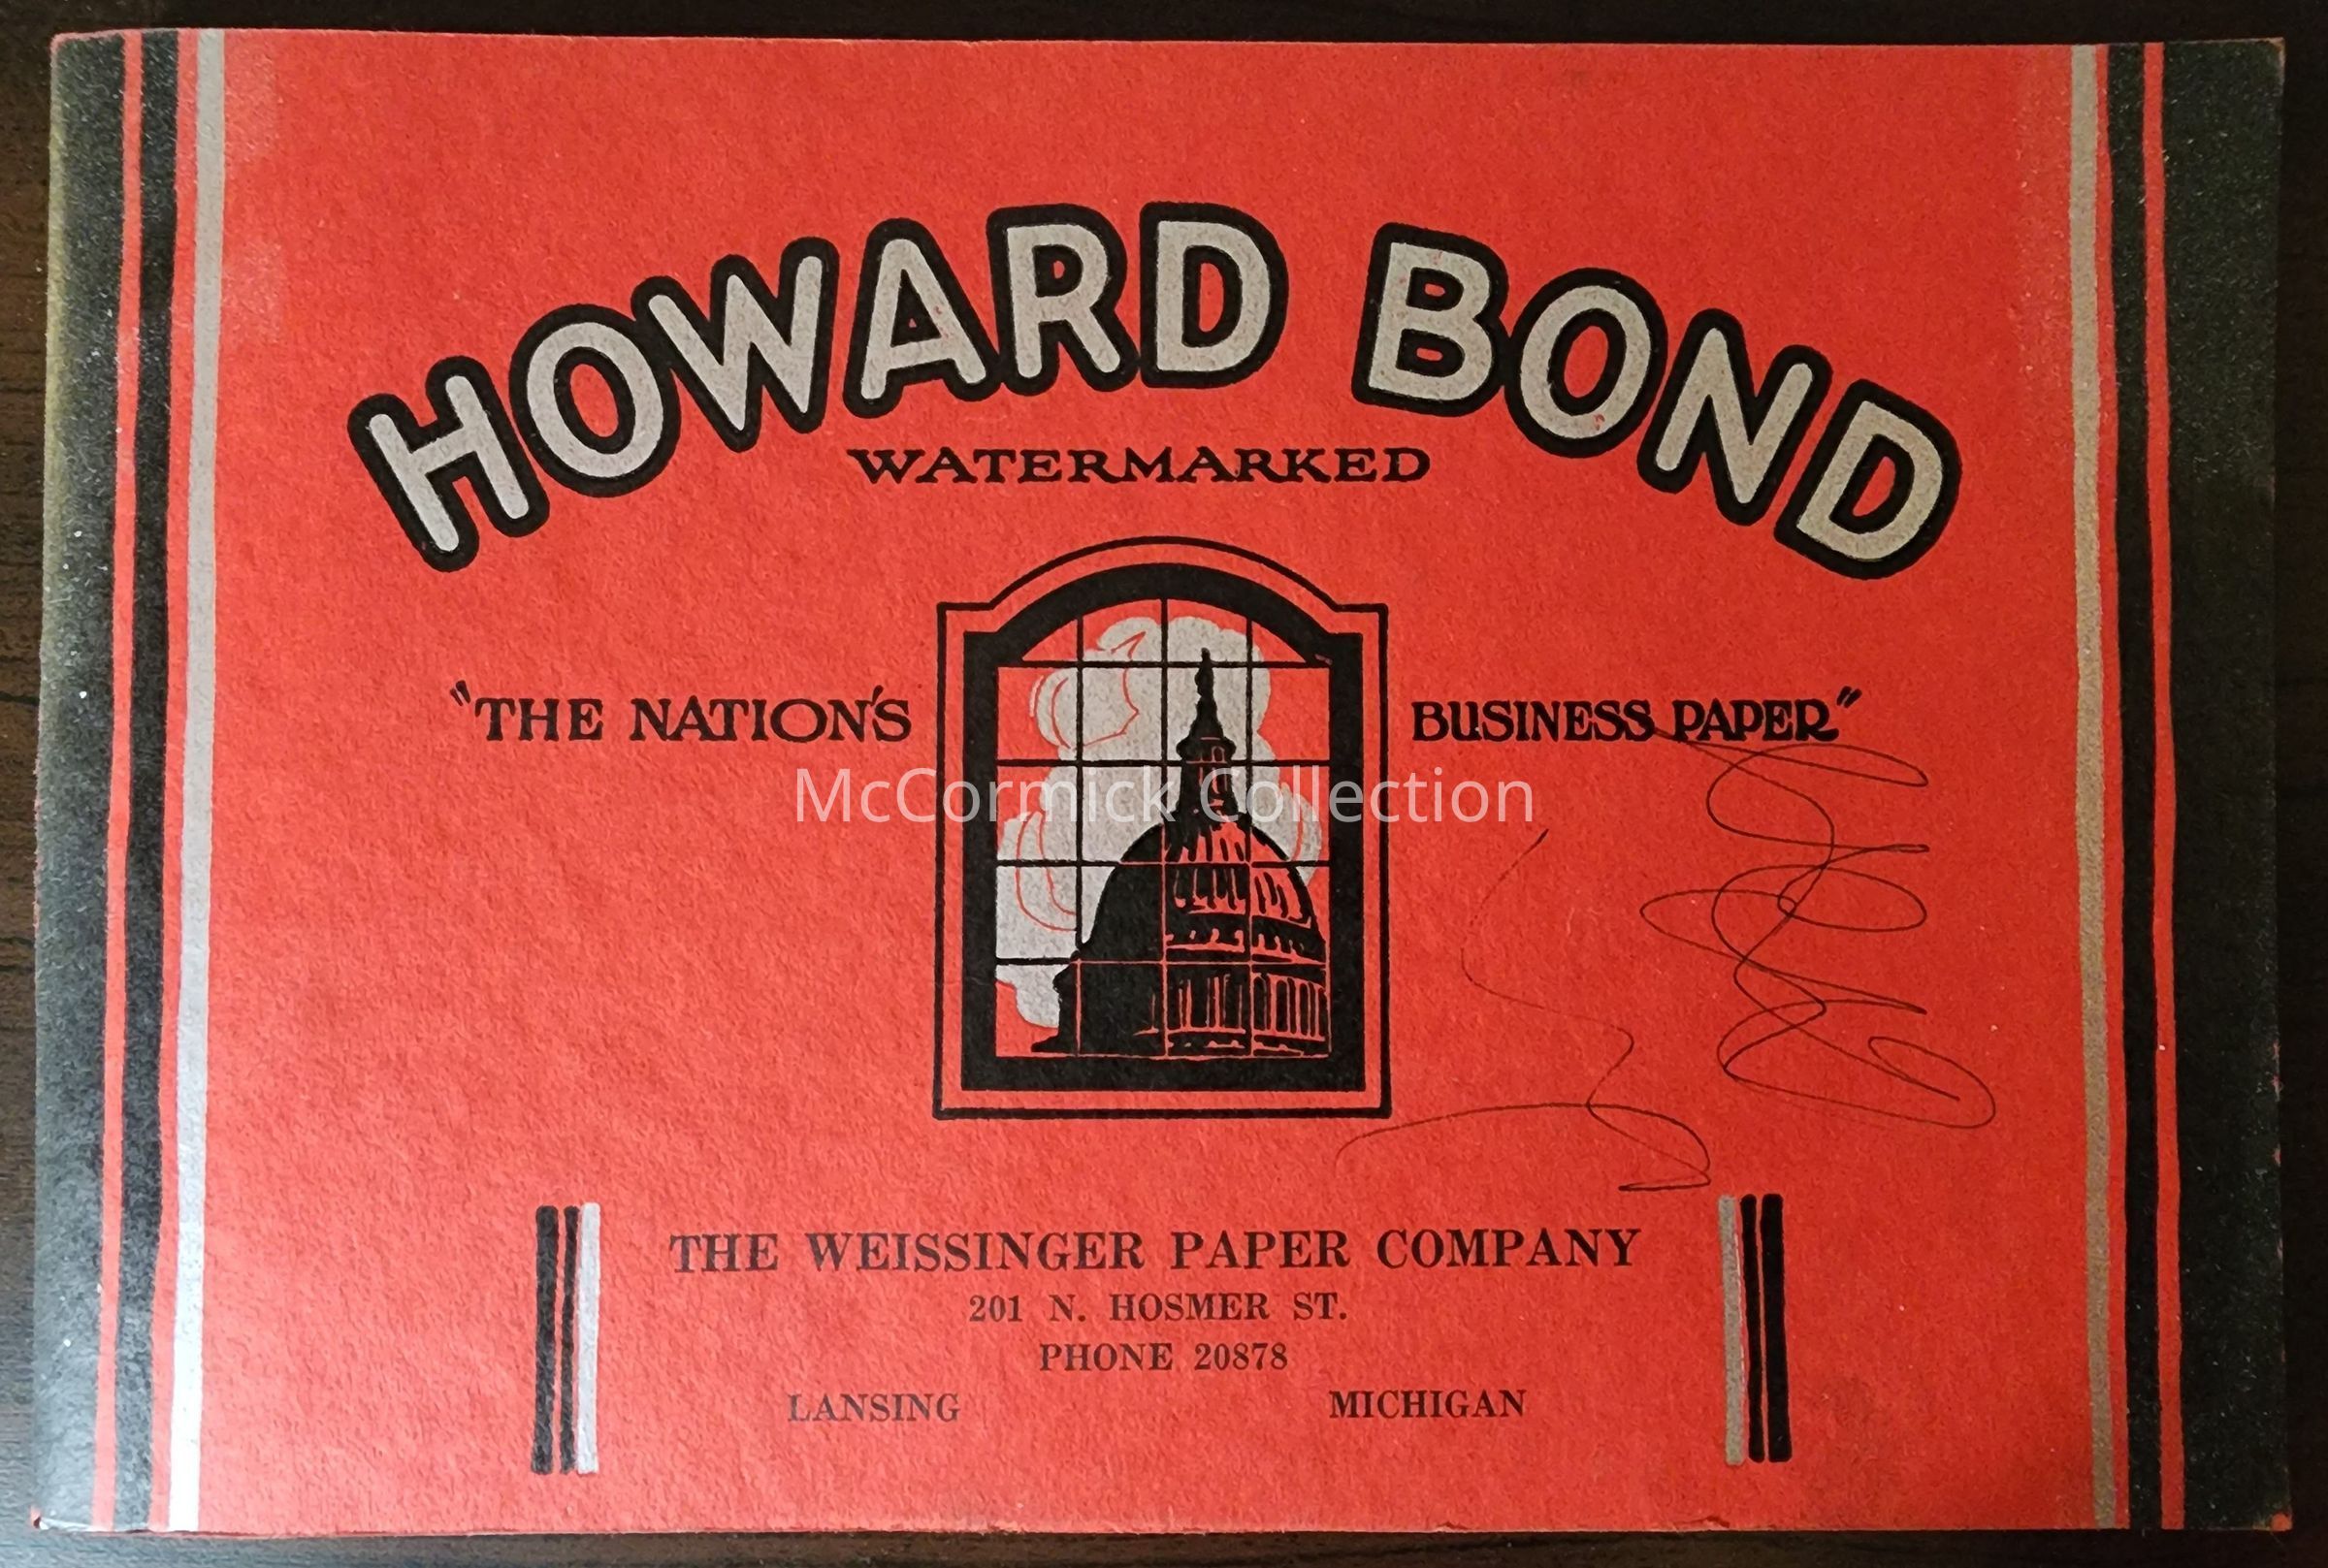 HOWARD BOND
WATERMARKED
"THE NATION'S BUSINESS PAPER"
McCormick Collection
THE WEISSINGER PAPER COMPANY
201 N. HOSMER ST.
PHONE 20878
LANSING MICHIGAN